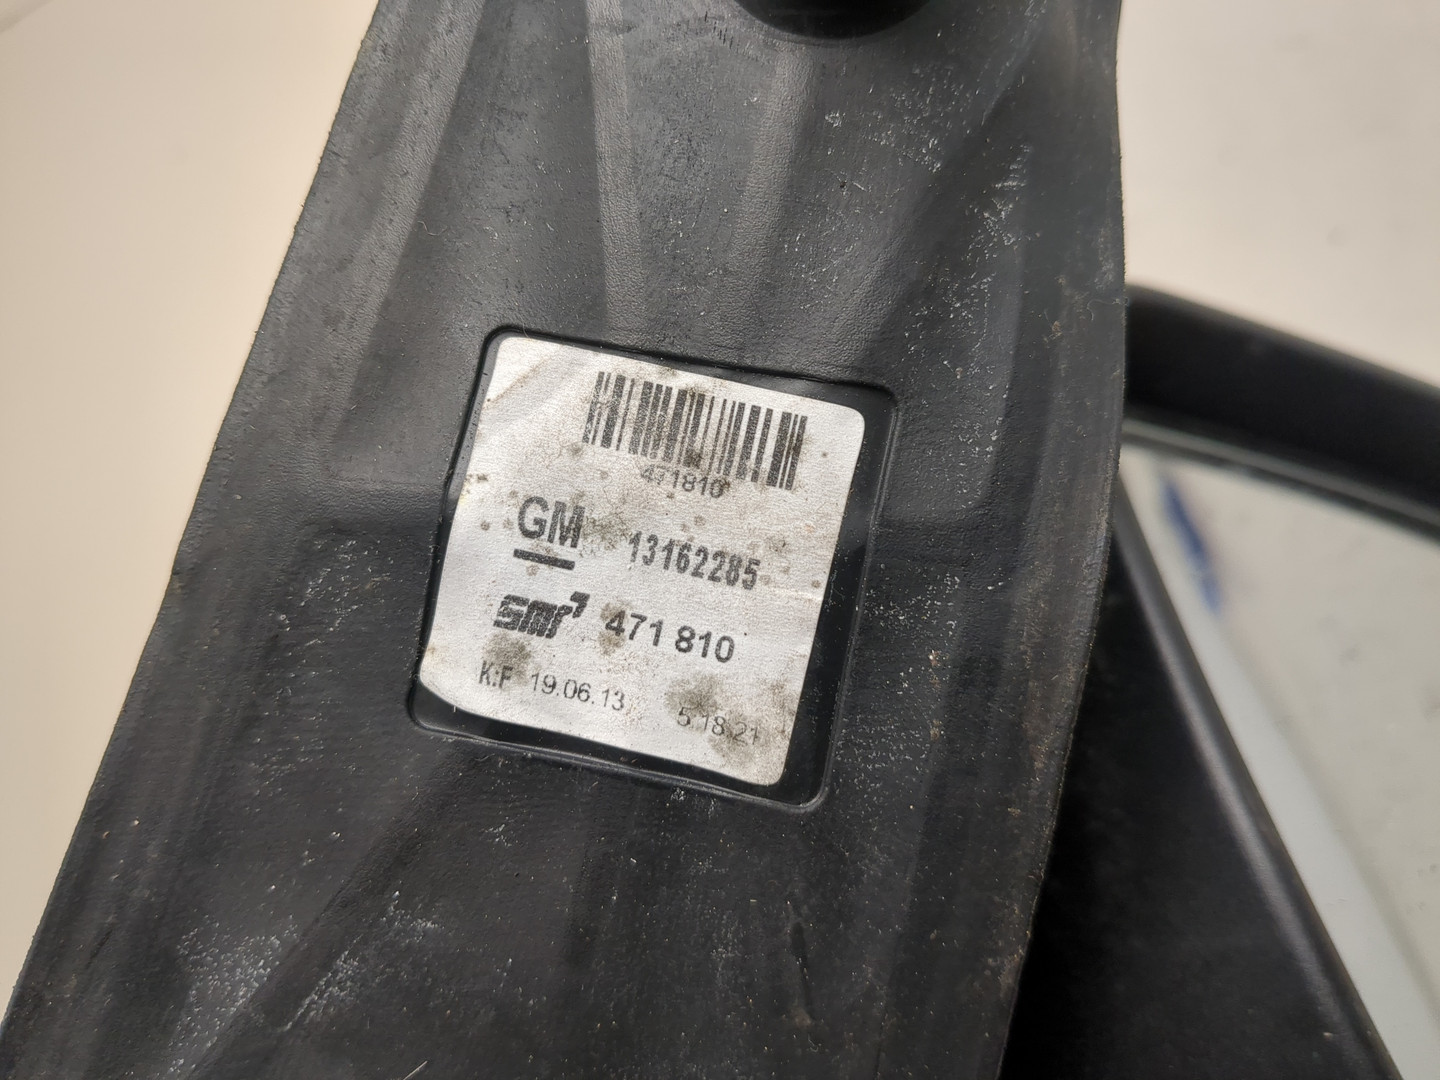 471810
GM 13162285
smr 471 810
K:F 19.06.13 5.18.21